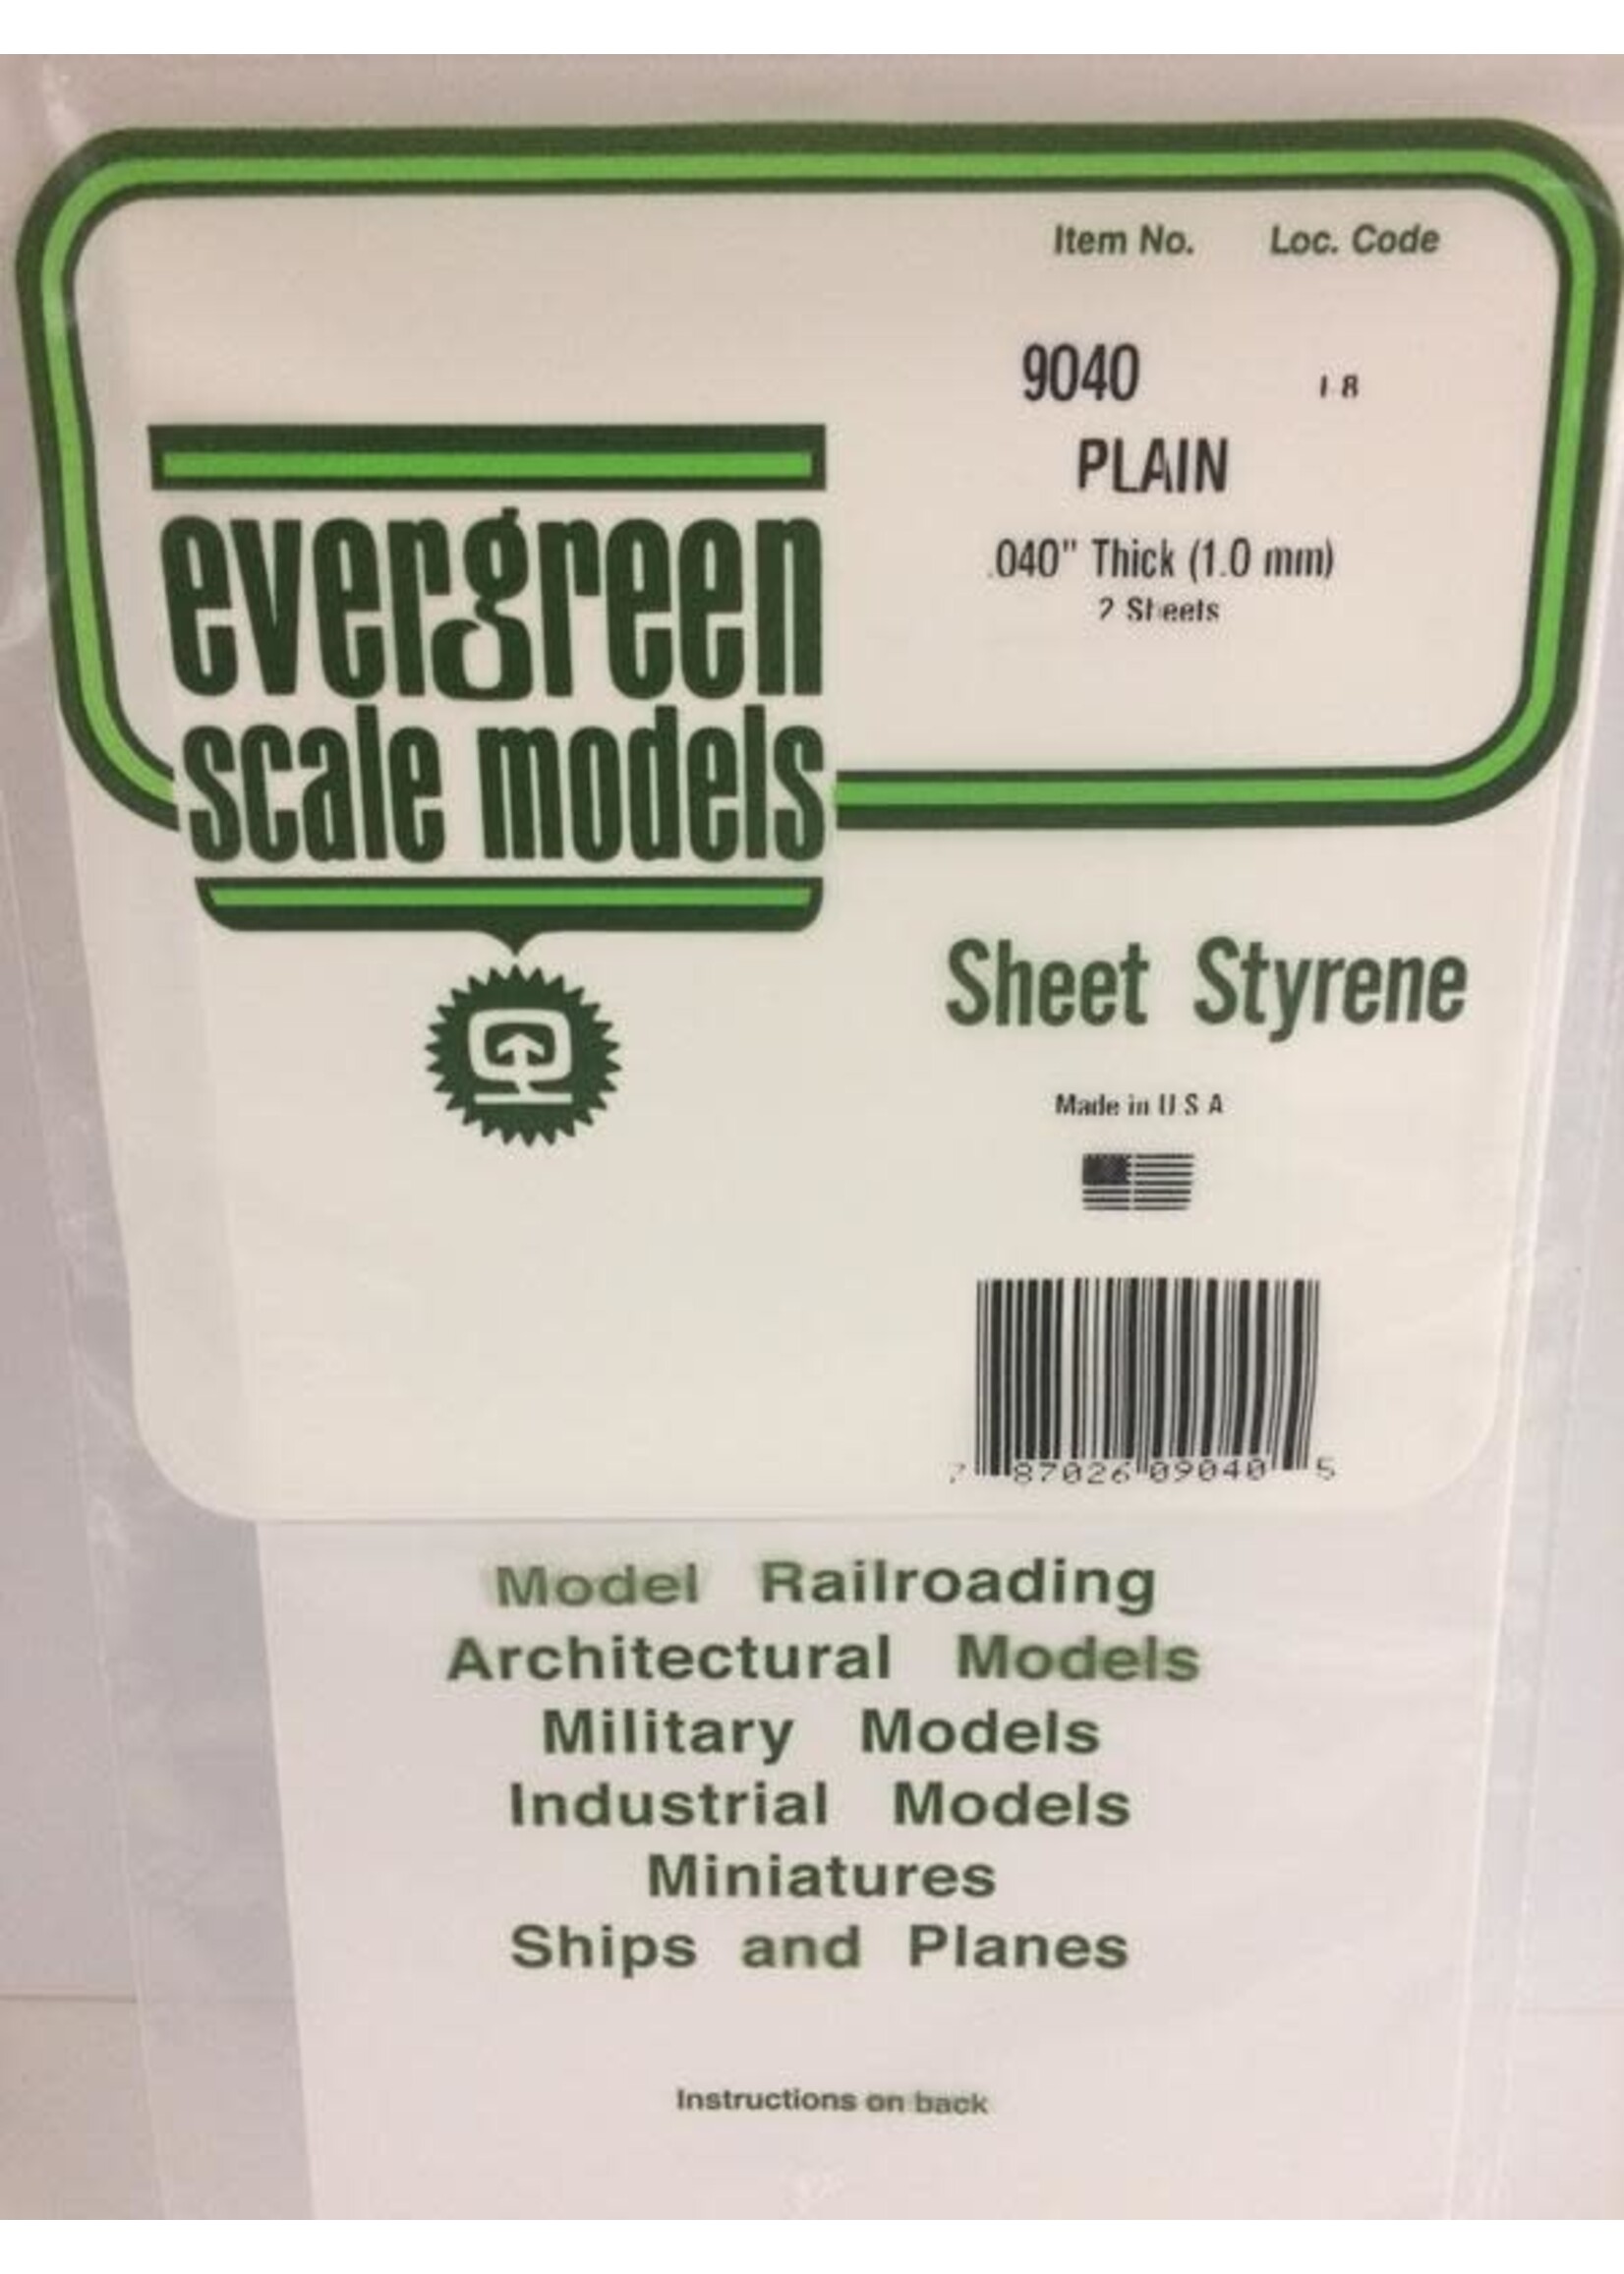 Item No. Loc. Code
9040 1 8
PLAIN
.040" Thick (1.0 mm)
2 Sheets
evergreen
scale models
Sheet Styrene
Made in U S A
7 87026 09040 5
Model Railroading
Architectural Models
Military Models
Industrial Models
Miniatures
Ships and Planes
Instructions on back